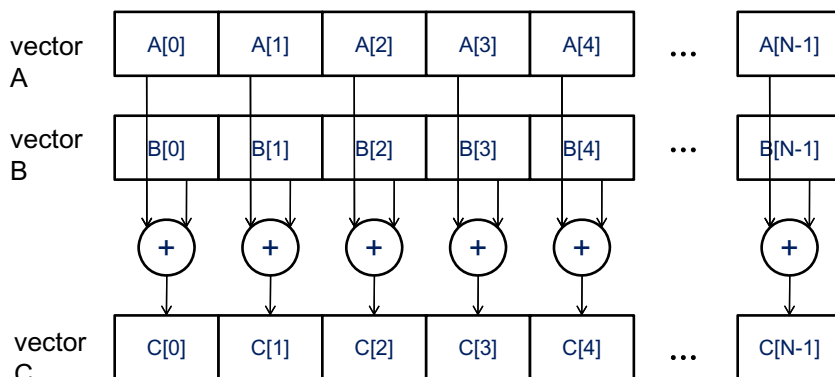 vector A[0] A[1] A[2] A[3] A[4] ... A[N-1]
A
vector B[0] B[1] B[2] B[3] B[4] ... B[N-1]
B
+ + + + + +
vector C[0] C[1] C[2] C[3] C[4] ... C[N-1]
C